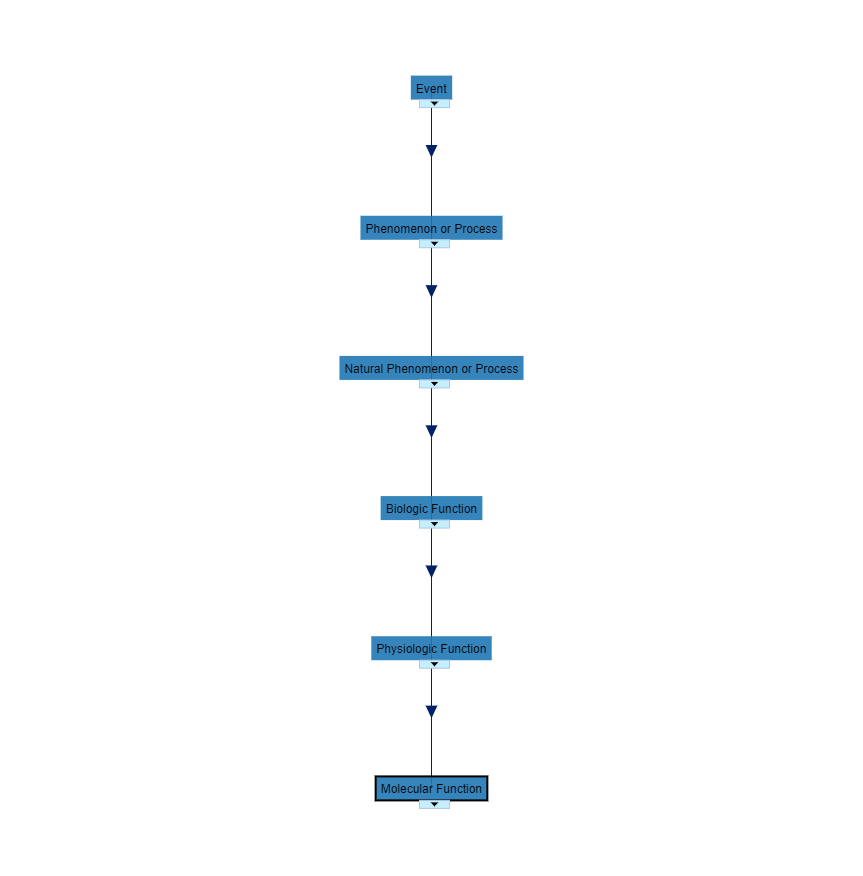 Event
Phenomenon or Process
Natural Phenomenon or Process
Biologic Function
Physiologic Function
Molecular Function